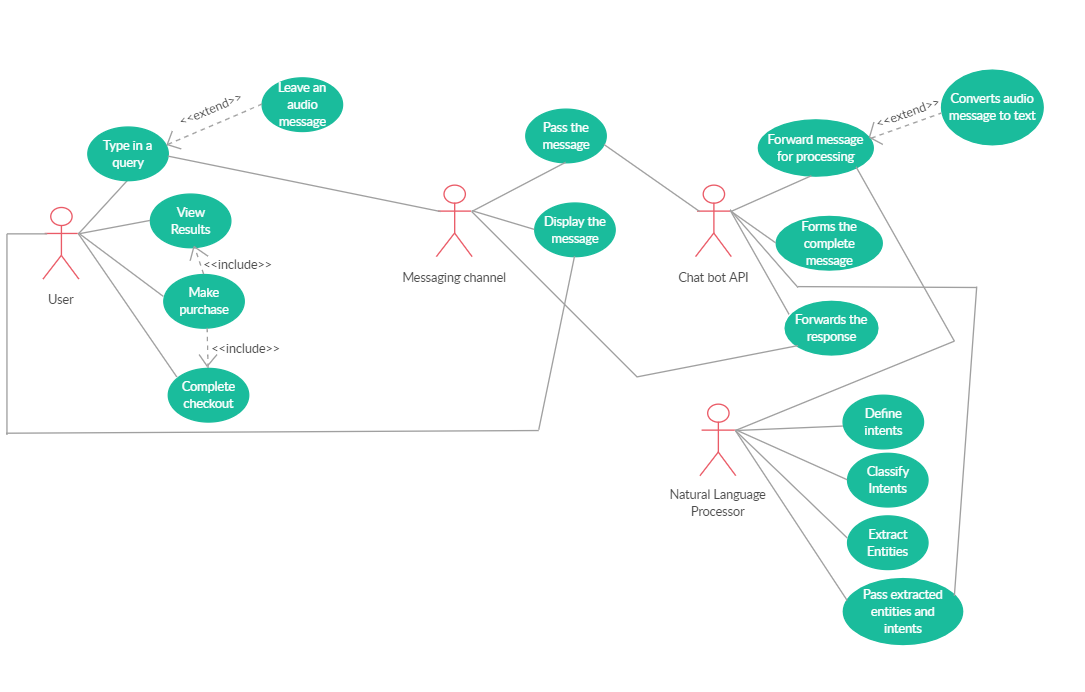 Leave an
audio
message
<<extend>>
Type in a
query
View
Results
<<include>>
Make
purchase
<<include>>
Complete
checkout
User
Pass the
message
Display the
message
Messaging channel
Converts audio
message to text
<<extend>>
Forward message
for processing
Forms the
complete
message
Chat bot API
Forwards the
response
Define
intents
Classify
Intents
Natural Language
Processor
Extract
Entities
Pass extracted
entities and
intents